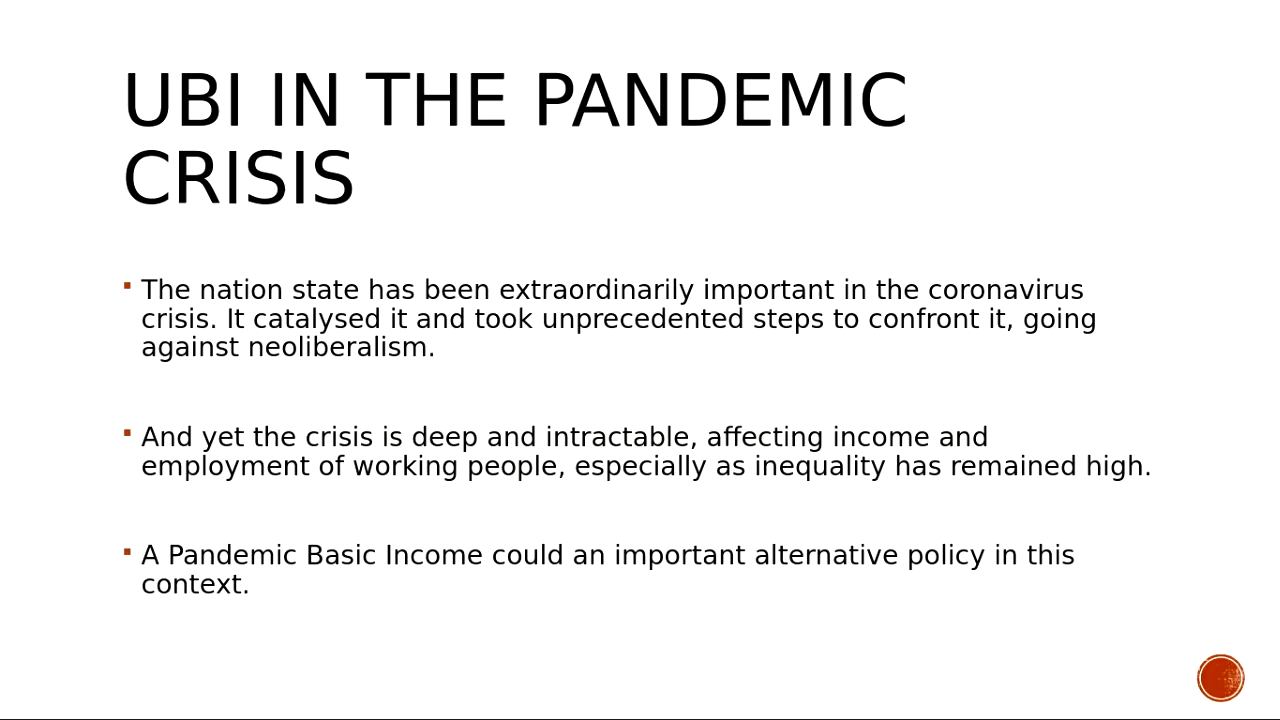 UBI IN THE PANDEMIC
CRISIS
▪ The nation state has been extraordinarily important in the coronavirus
crisis. It catalysed it and took unprecedented steps to confront it, going
against neoliberalism.
▪ And yet the crisis is deep and intractable, affecting income and
employment of working people, especially as inequality has remained high.
▪ A Pandemic Basic Income could an important alternative policy in this
context.